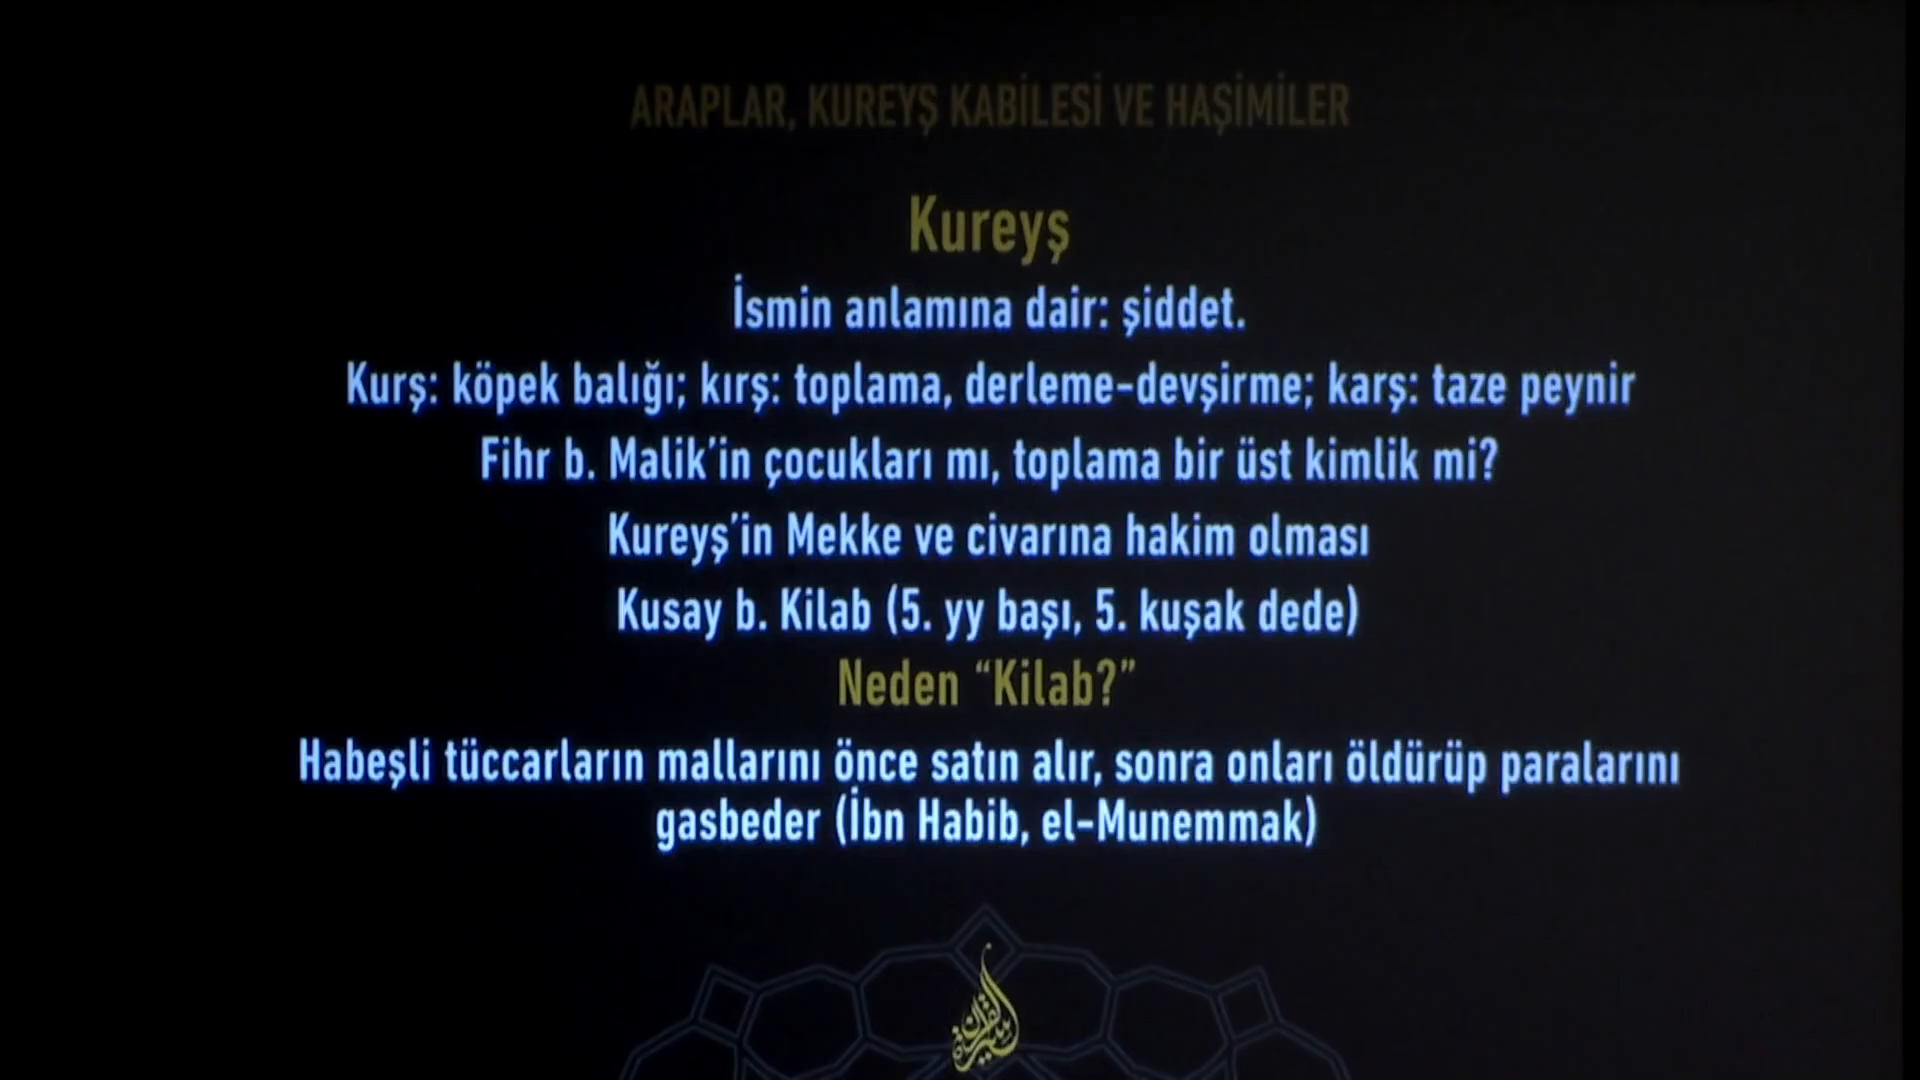 ARAPLAR, KUREYŞ KABİLESİ VE HAŞİMİLER
Kureyş
İsmin anlamına dair: şiddet.
Kurş: köpek balığı; kırş: toplama, derleme-devşirme; karş: taze peynir
Fihr b. Malik'in çocukları mı, toplama bir üst kimlik mi?
Kureyş'in Mekke ve civarına hakim olması
Kusay b. Kilab (5. yy başı, 5. kuşak dede)
Neden “Kilab?”
Habeşli tüccarların mallarını önce satın alır, sonra onları öldürüp paralarını
gasbeder (İbn Habib, el-Munemmak)